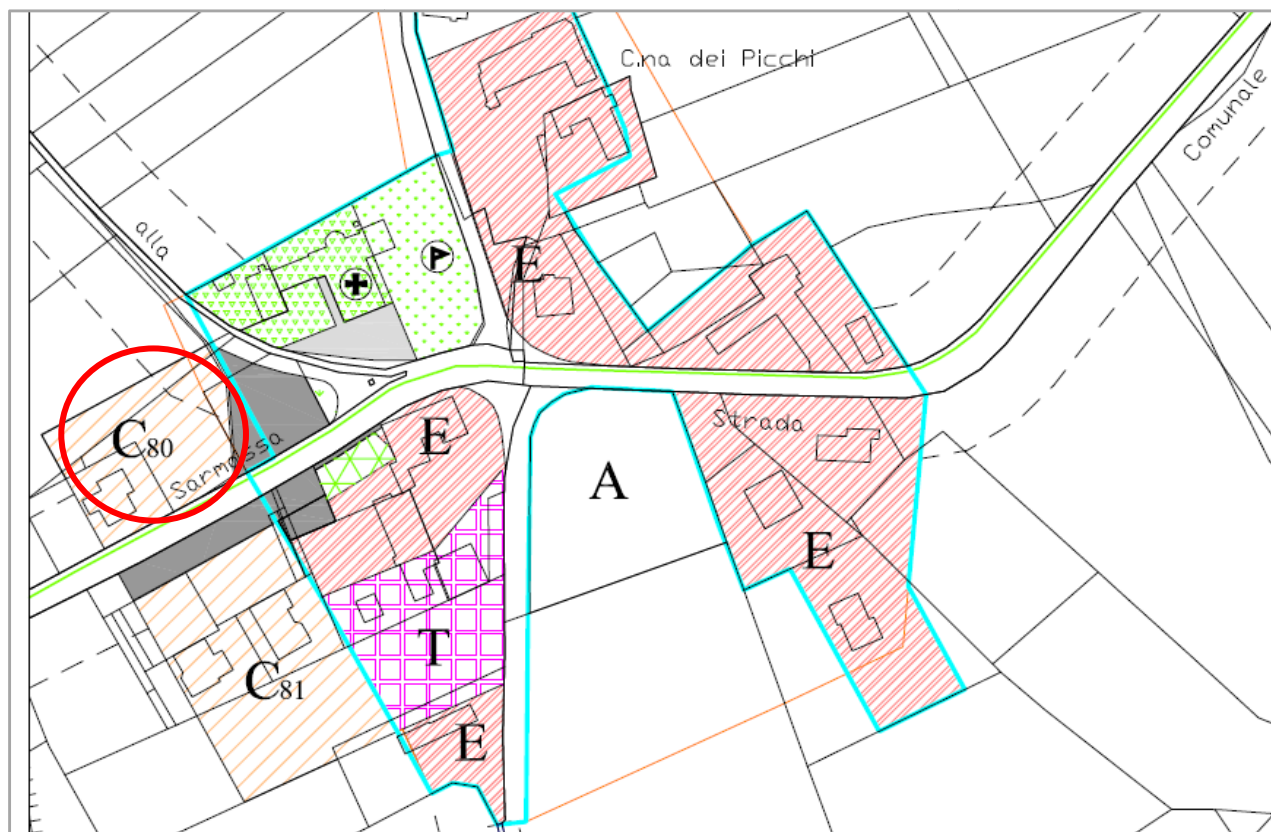 C.na dei Picchi
Comunale
alla
E
C80
Sarmassa
E
Strada
A
E
T
C81
E